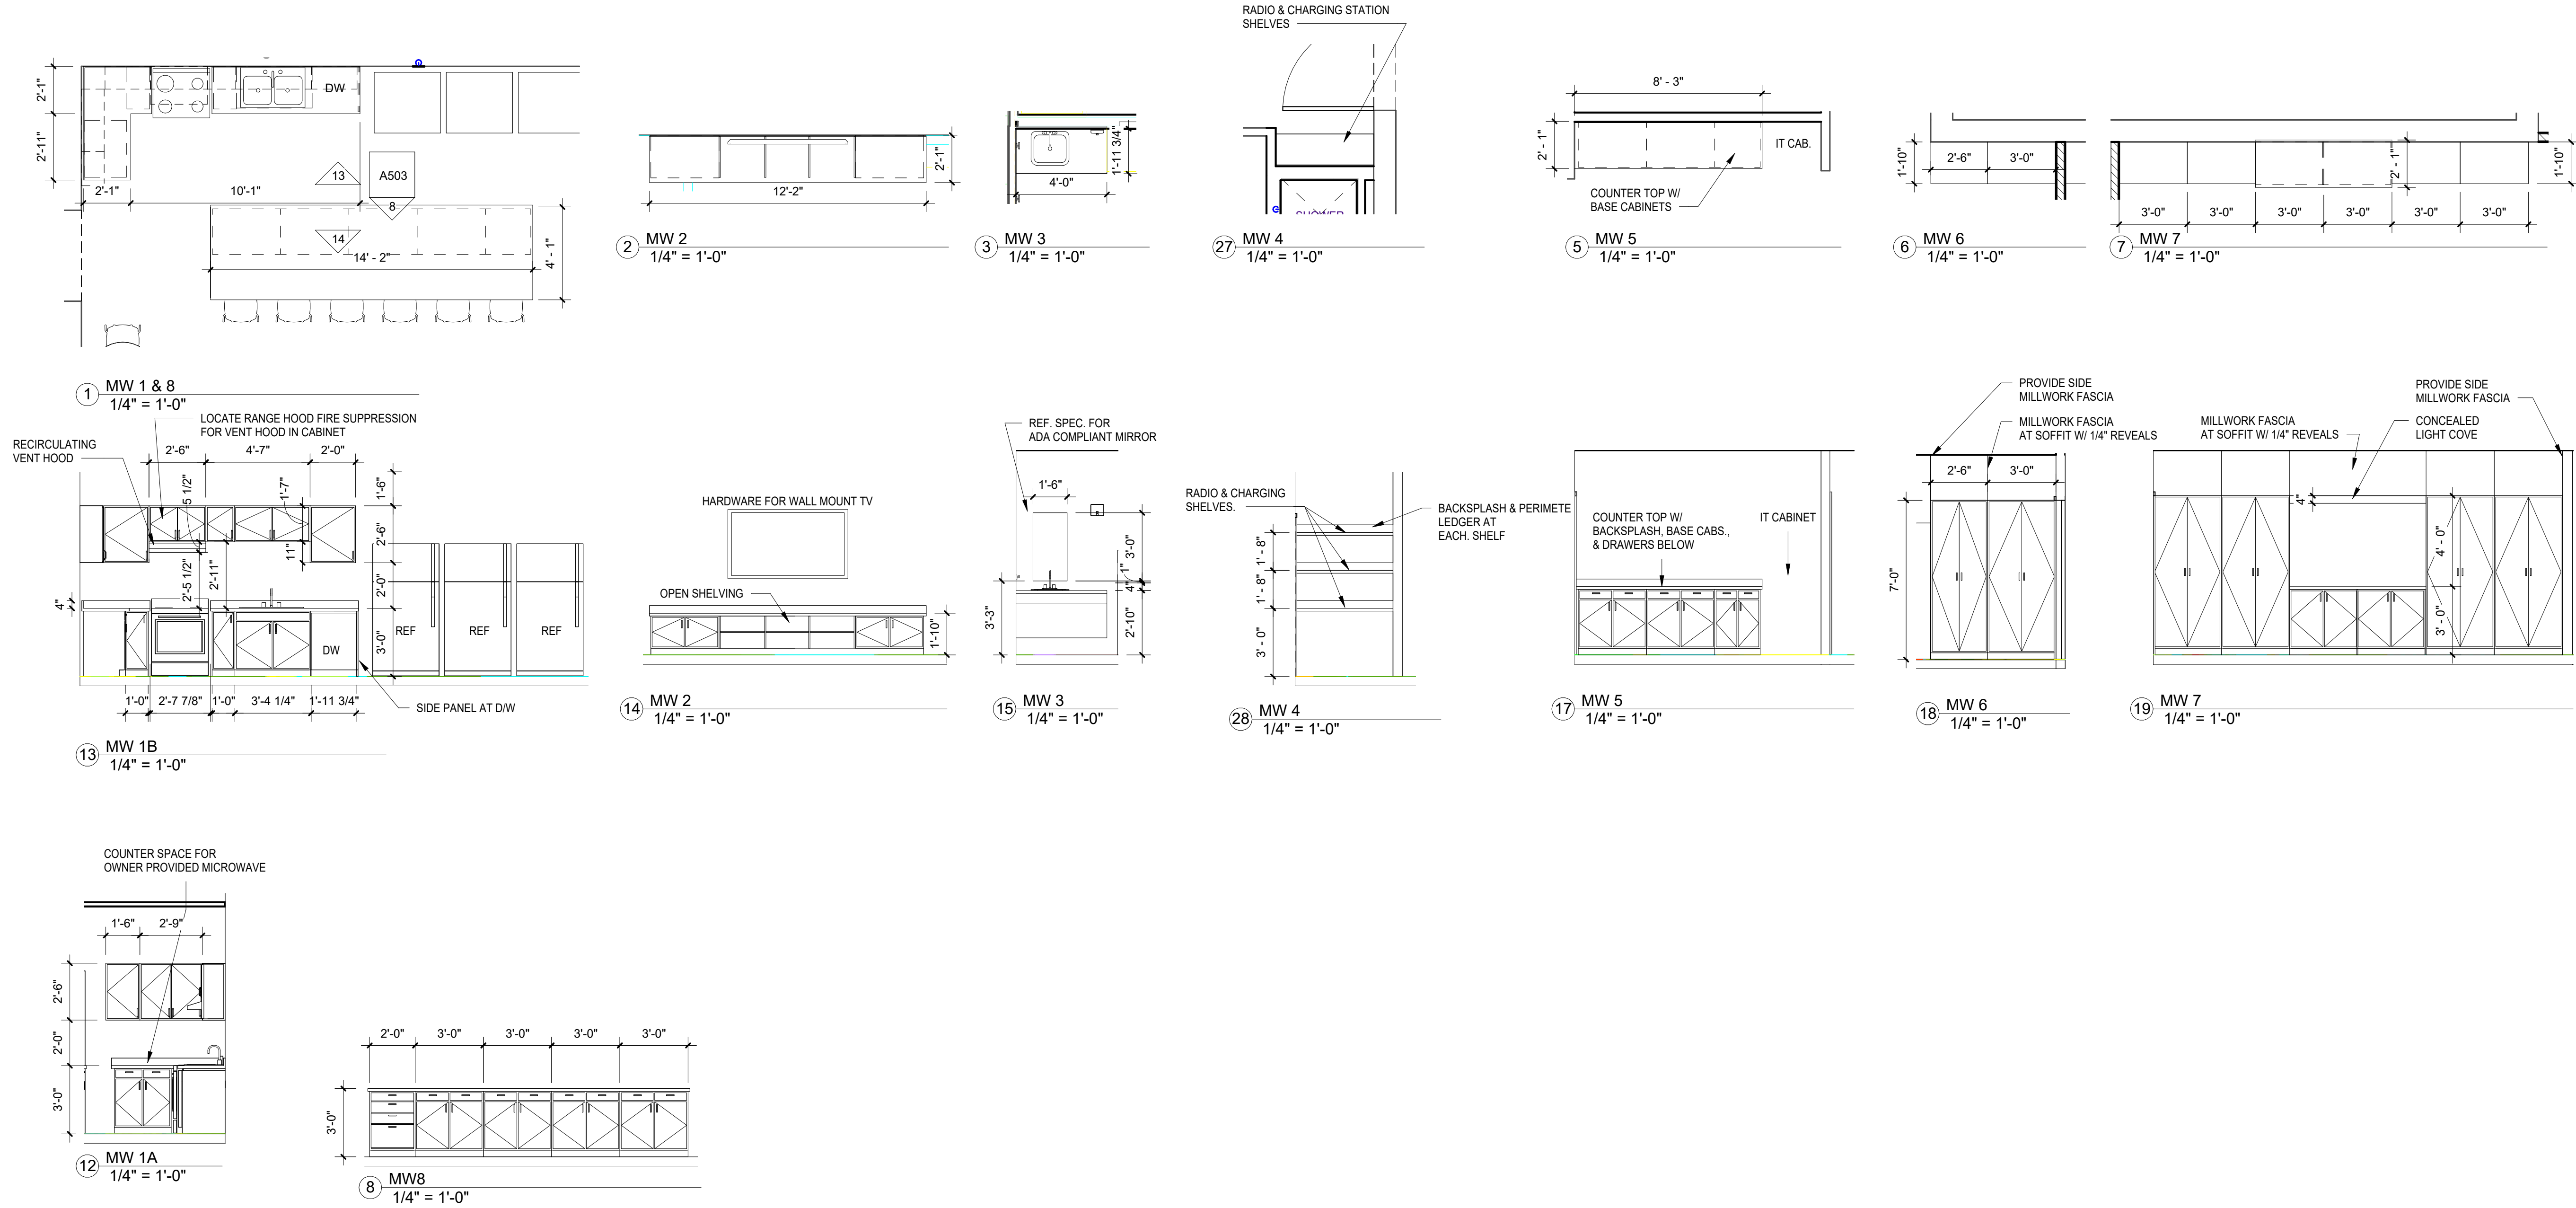 2'-1"
2'-11"
2'-1"
10'-1"
DW
13
A503
8
14
14' - 2"
4' - 1"
1
MW 1 & 8
1/4" = 1'-0"
12'-2"
2'-1"
2
MW 2
1/4" = 1'-0"
1'-11 3/4"
4'-0"
3
MW 3
1/4" = 1'-0"
RADIO & CHARGING STATION
SHELVES
SHOWER
27
MW 4
1/4" = 1'-0"
8' - 3"
2' - 1"
IT CAB.
COUNTER TOP W/
BASE CABINETS
5
MW 5
1/4" = 1'-0"
1'-10"
2'-6"
3'-0"
6
MW 6
1/4" = 1'-0"
2' - 1"
1'-10"
3'-0"
3'-0"
3'-0"
3'-0"
3'-0"
3'-0"
7
MW 7
1/4" = 1'-0"
LOCATE RANGE HOOD FIRE SUPPRESSION
FOR VENT HOOD IN CABINET
RECIRCULATING
VENT HOOD
2'-6"
4'-7"
2'-0"
5 1/2"
1'-7"
1'-6"
2'-6"
11"
2'-5 1/2"
2'-11"
2'-0"
4"
3'-0"
REF
REF
REF
DW
1'-0"
2'-7 7/8"
1'-0"
3'-4 1/4"
1'-11 3/4"
SIDE PANEL AT D/W
13
MW 1B
1/4" = 1'-0"
HARDWARE FOR WALL MOUNT TV
OPEN SHELVING
1'-10"
14
MW 2
1/4" = 1'-0"
REF. SPEC. FOR
ADA COMPLIANT MIRROR
1'-6"
3'-0"
1"
4"
3'-3"
2'-10"
15
MW 3
1/4" = 1'-0"
RADIO & CHARGING
SHELVES.
BACKSPLASH & PERIMETE
LEDGER AT
EACH. SHELF
1' - 8"
1' - 8"
3' - 0"
28
MW 4
1/4" = 1'-0"
COUNTER TOP W/
BACKSPLASH, BASE CABS.,
& DRAWERS BELOW
IT CABINET
17
MW 5
1/4" = 1'-0"
PROVIDE SIDE
MILLWORK FASCIA
MILLWORK FASCIA
AT SOFFIT W/ 1/4" REVEALS
2'-6"
3'-0"
7'-0"
18
MW 6
1/4" = 1'-0"
PROVIDE SIDE
MILLWORK FASCIA
MILLWORK FASCIA
AT SOFFIT W/ 1/4" REVEALS
CONCEALED
LIGHT COVE
4"
4' - 0"
3' - 0"
19
MW 7
1/4" = 1'-0"
COUNTER SPACE FOR
OWNER PROVIDED MICROWAVE
1'-6"
2'-9"
2'-6"
2'-0"
3'-0"
12
MW 1A
1/4" = 1'-0"
2'-0"
3'-0"
3'-0"
3'-0"
3'-0"
3'-0"
8
MW8
1/4" = 1'-0"